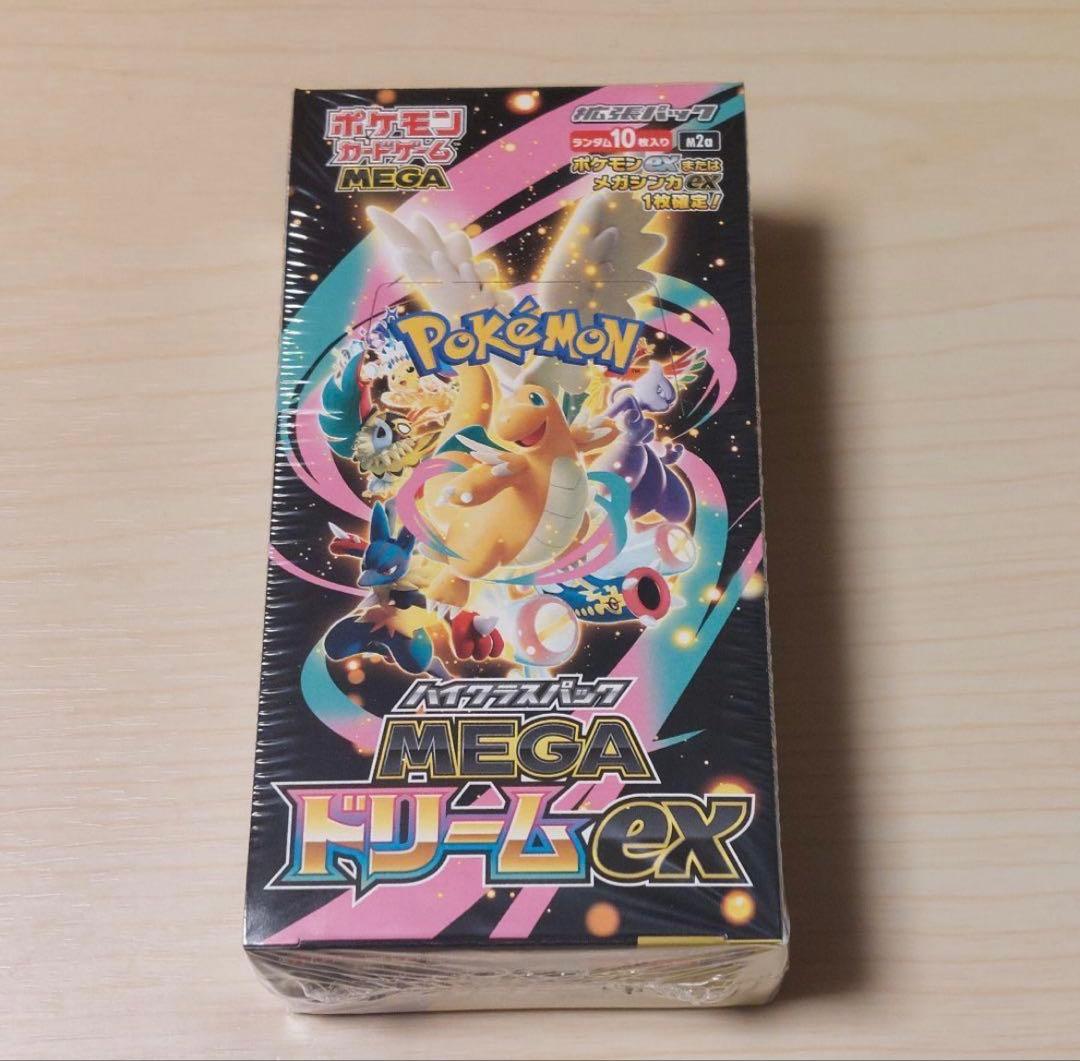 ポケモン
カードゲーム
MEGA
拡張パック
ランダム10枚入り M2a
ポケモンexまたは
メガシンカex
1枚確定!
POKÉMON
ハイクラスパック
MEGA
ドリームex